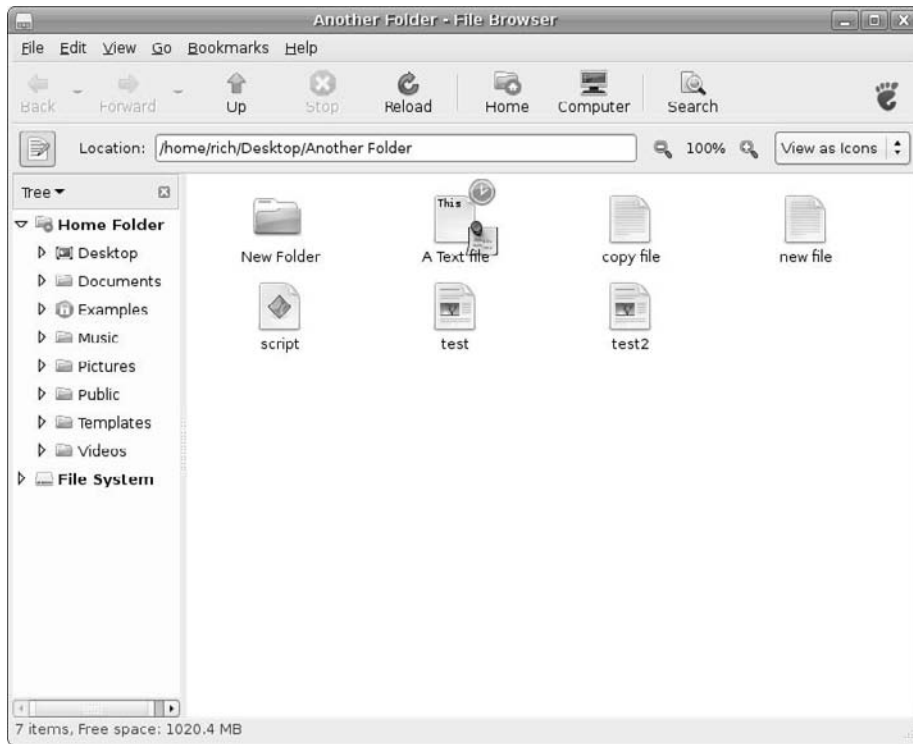 Another Folder - File Browser
File Edit View Go Bookmarks Help
Back Forward Up Stop Reload Home Computer Search
Location: /home/rich/Desktop/Another Folder 100% View as Icons
Tree
Home Folder
Desktop
Documents
Examples
Music
Pictures
Public
Templates
Videos
File System
This
New Folder A Text file copy file new file
script test test2
7 items, Free space: 1020.4 MB